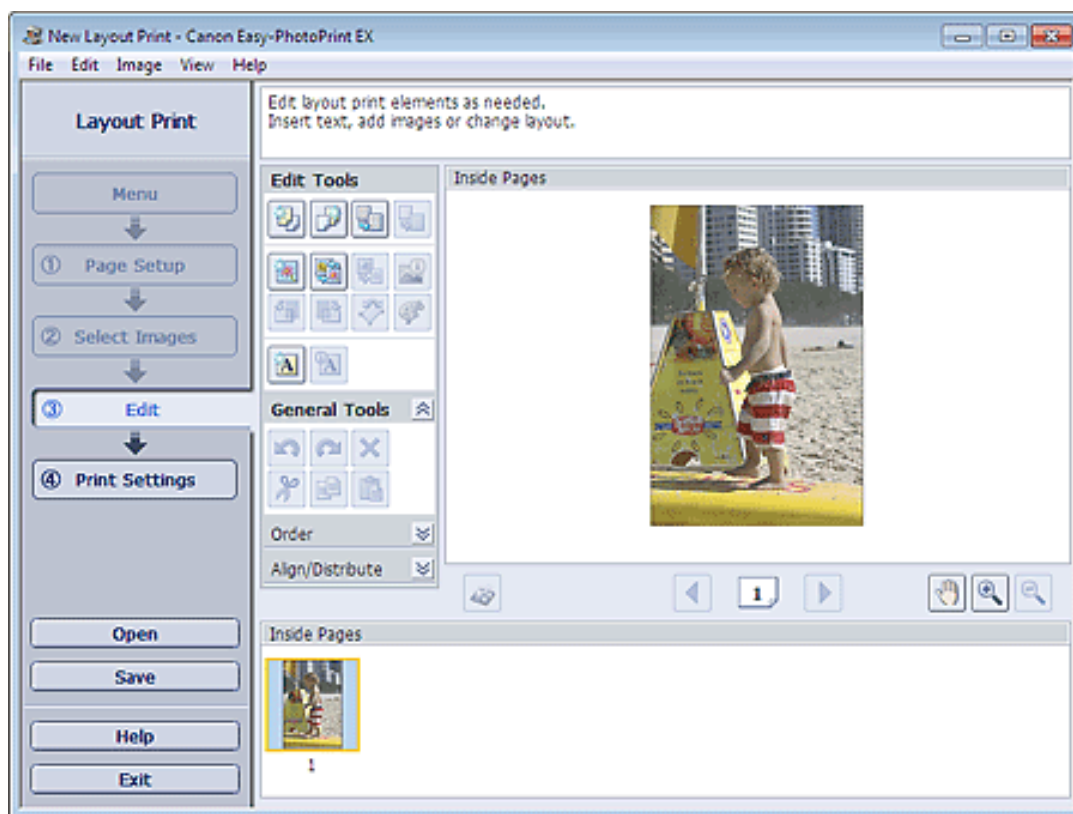 New Layout Print - Canon Easy-PhotoPrint EX
File Edit Image View Help
Layout Print
Edit layout print elements as needed.
Insert text, add images or change layout.
Menu
① Page Setup
② Select Images
③ Edit
④ Print Settings
Edit Tools
A
A
General Tools
Order
Align/Distribute
Inside Pages
1
Open
Save
Help
Exit
Inside Pages
1